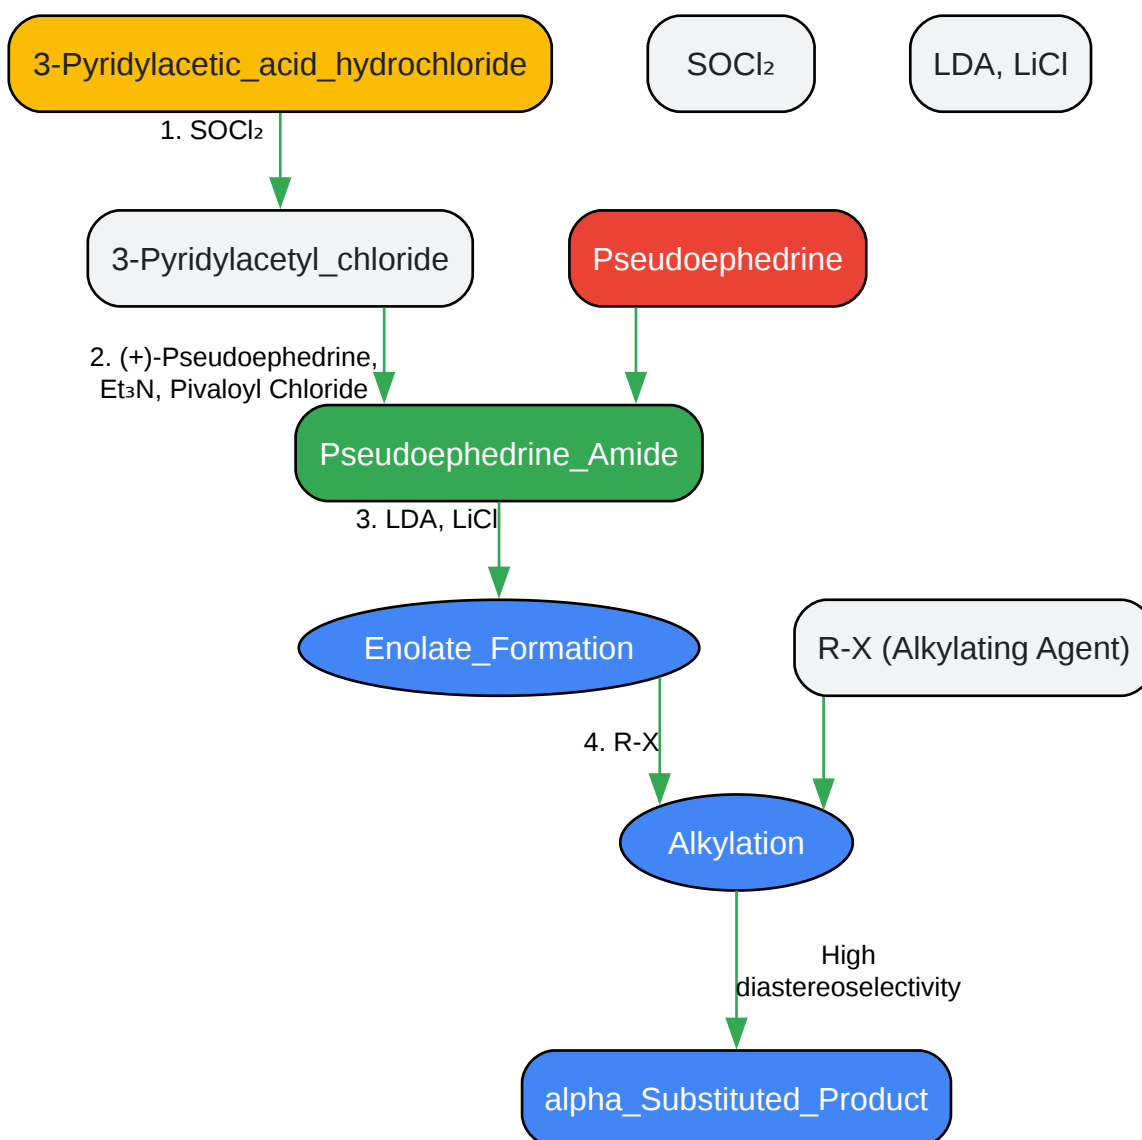 3-Pyridylacetic_acid_hydrochloride
SOCl₂
LDA, LiCl
1. SOCl₂
3-Pyridylacetyl_chloride
Pseudoephedrine
2. (+)-Pseudoephedrine,
Et₃N, Pivaloyl Chloride
Pseudoephedrine_Amide
3. LDA, LiCl
Enolate_Formation
R-X (Alkylating Agent)
4. R-X
Alkylation
High
diastereoselectivity
alpha_Substituted_Product